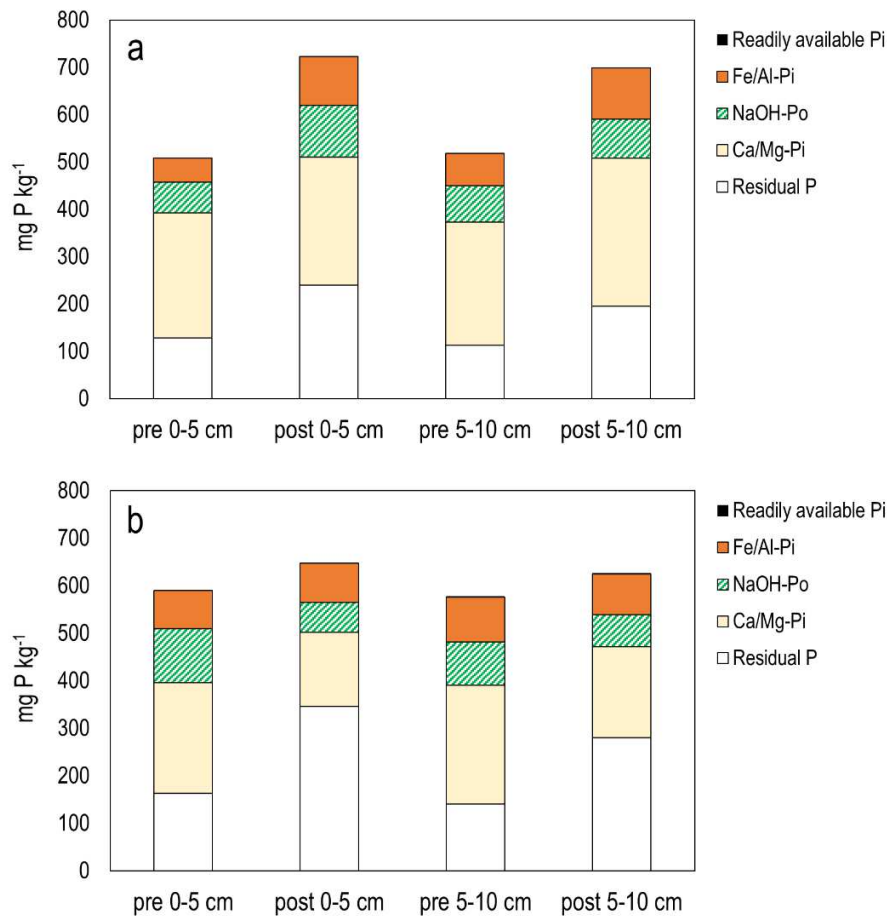 a
mg P kg⁻¹
800
700
600
500
400
300
200
100
0
pre 0-5 cm post 0-5 cm pre 5-10 cm post 5-10 cm
Readily available Pi
Fe/Al-Pi
NaOH-Po
Ca/Mg-Pi
Residual P
b
mg P kg⁻¹
800
700
600
500
400
300
200
100
0
pre 0-5 cm post 0-5 cm pre 5-10 cm post 5-10 cm
Readily available Pi
Fe/Al-Pi
NaOH-Po
Ca/Mg-Pi
Residual P